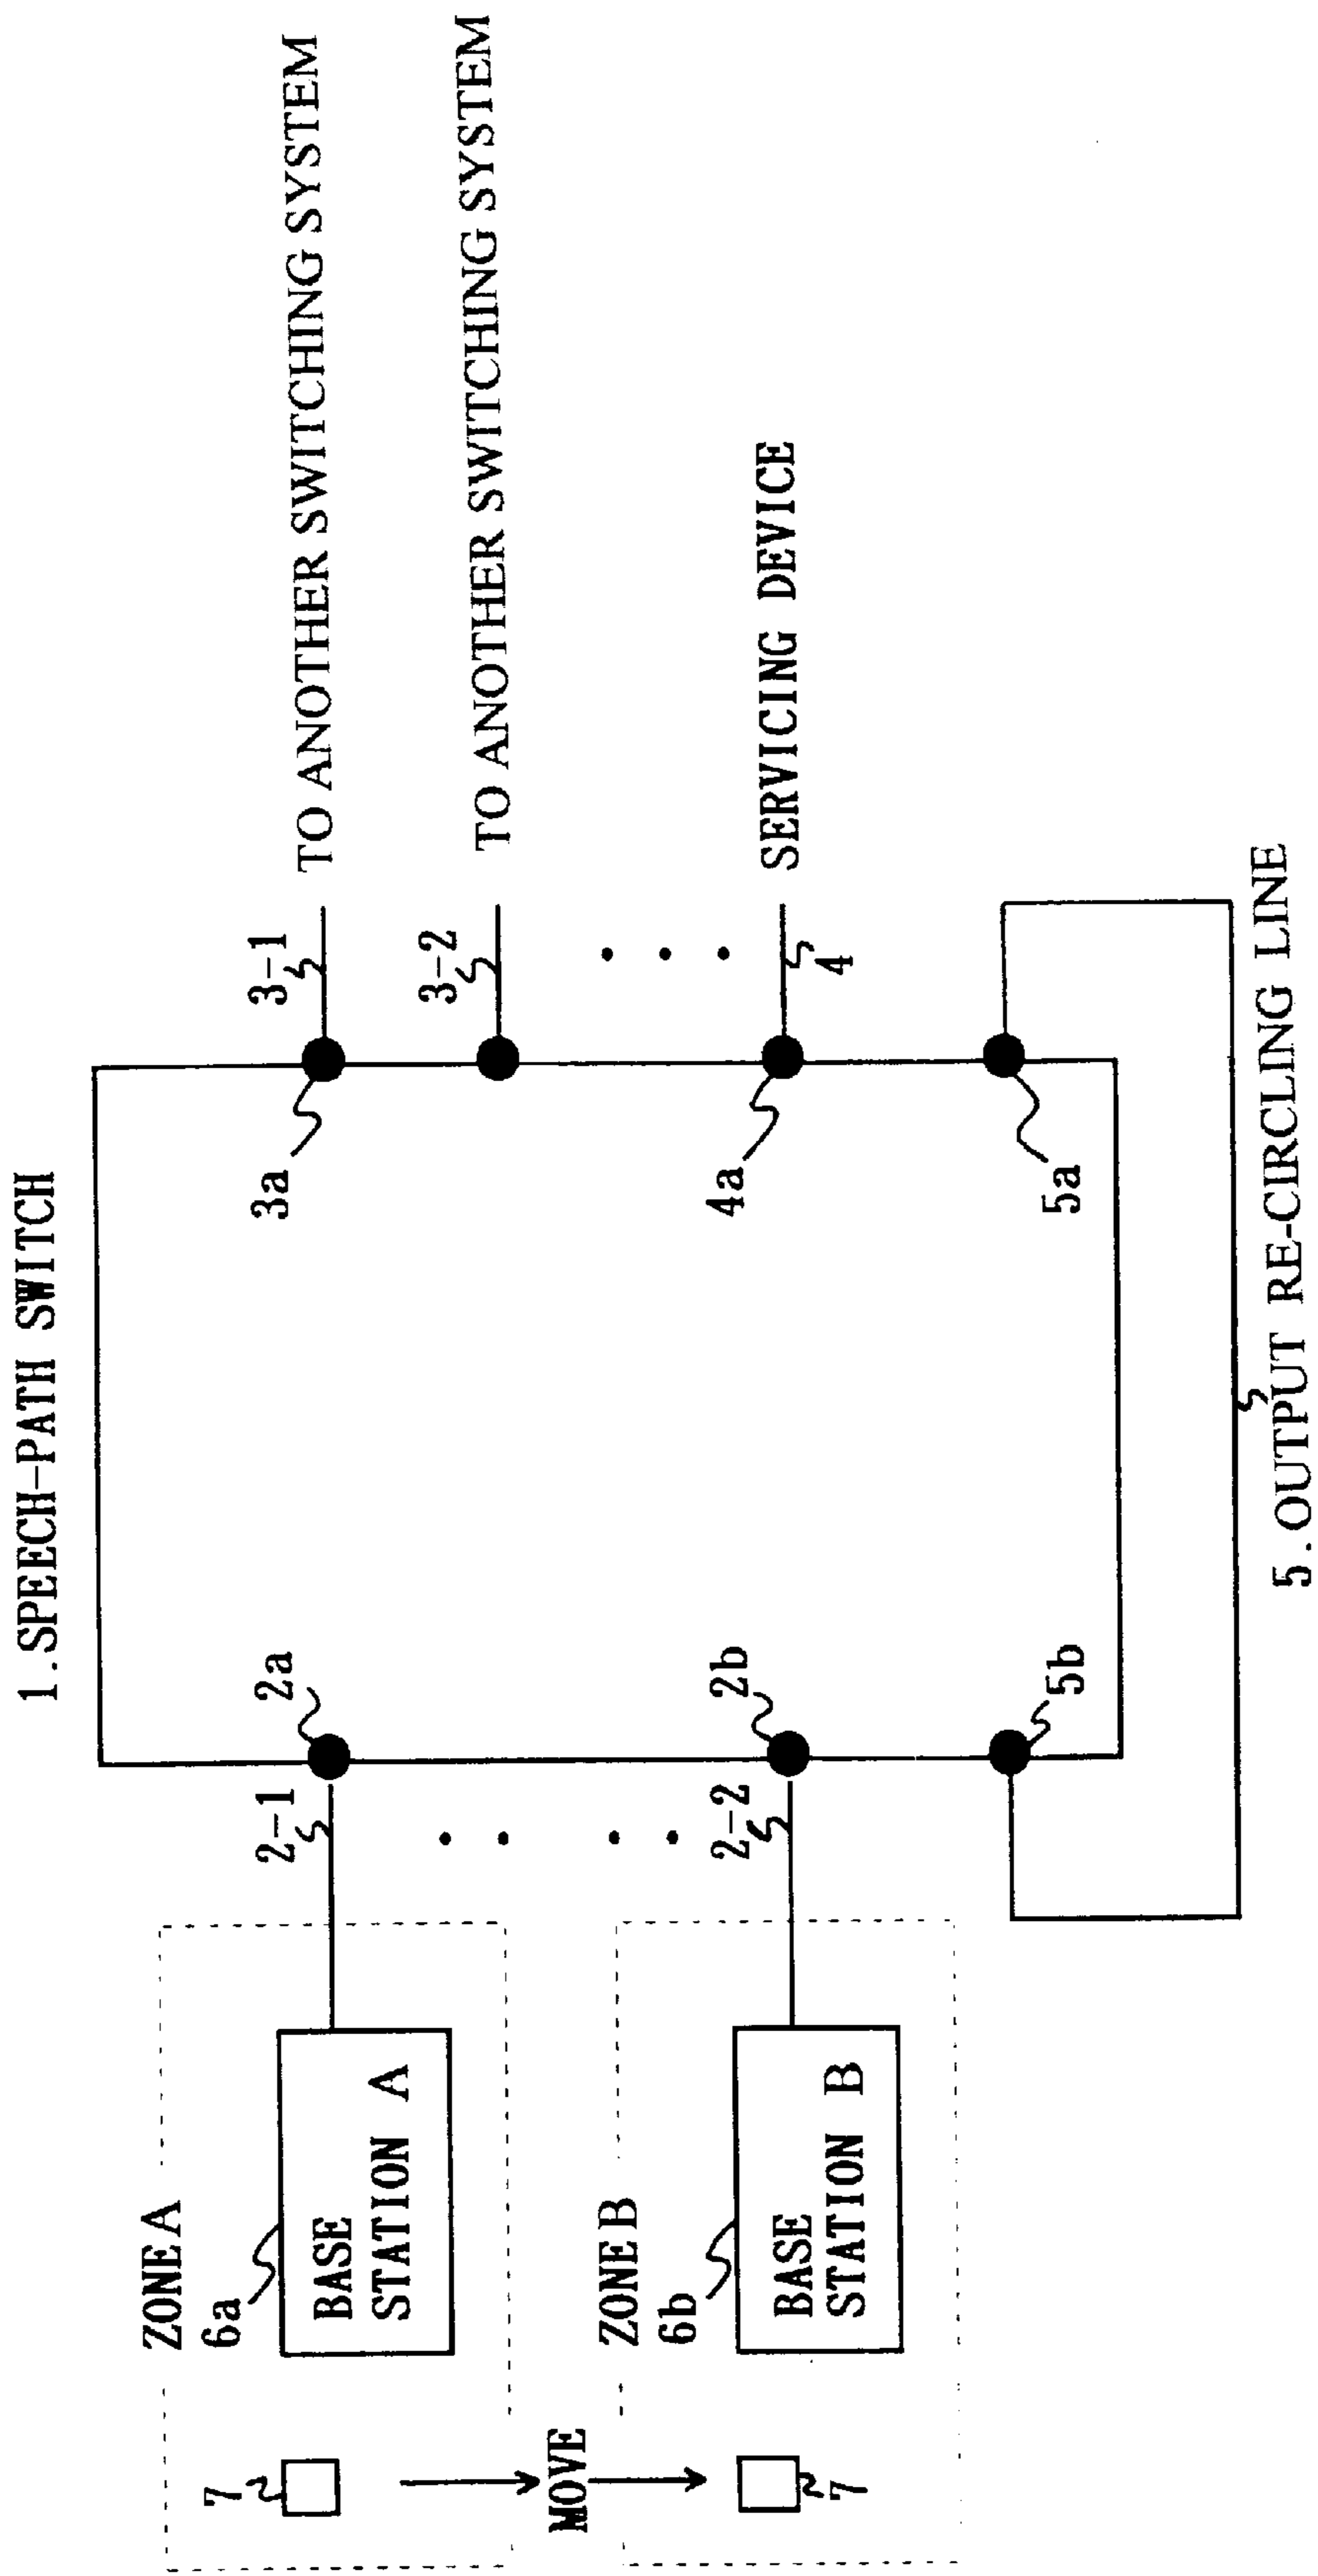 1.SPEECH-PATH SWITCH
ZONE A
6a
BASE
STATION A
7
MOVE
ZONE B
6b
BASE
STATION B
7
2-1
2a
2-2
2b
5b
3a
3-1
TO ANOTHER SWITCHING SYSTEM
3-2
TO ANOTHER SWITCHING SYSTEM
4a
4
SERVICING DEVICE
5a
5.OUTPUT RE-CIRCLING LINE